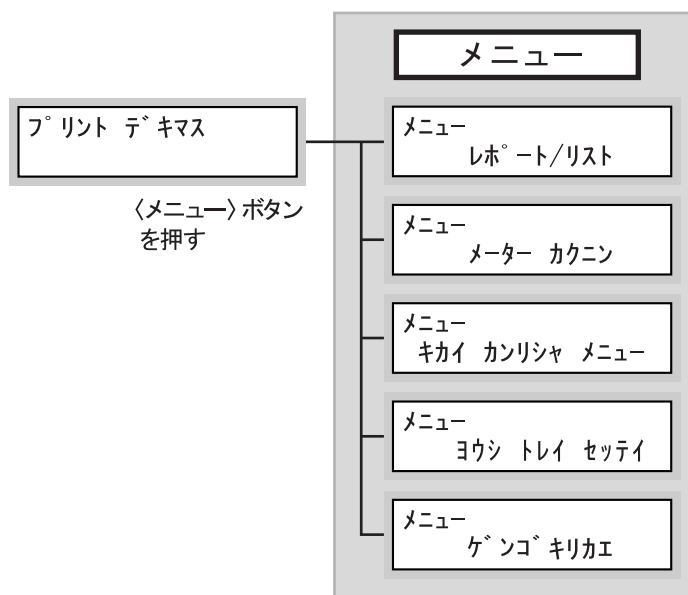 メニュー
プリント デキマス
〈メニュー〉ボタン
を押す
メニュー
レポート/リスト
メニュー
メーター カクニン
メニュー
キカイ カンリシャ メニュー
メニュー
ヨウシ トレイ セッテイ
メニュー
ゲンゴキリカエ